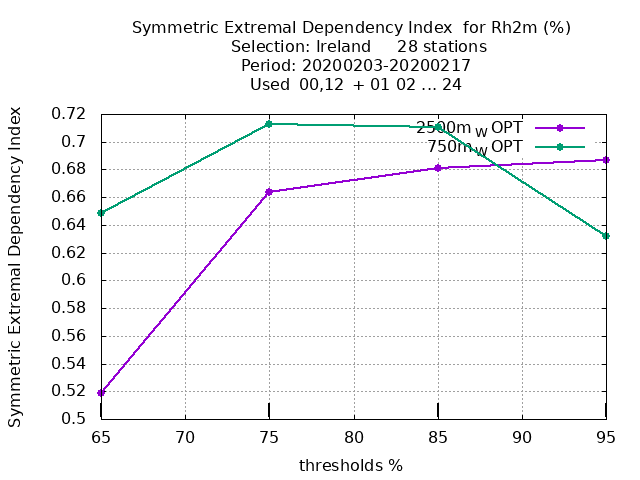 Symmetric Extremal Dependency Index for Rh2m (%)
Selection: Ireland 28 stations
Period: 20200203-20200217
Used 00,12 + 01 02 ... 24
Symmetric Extremal Dependency Index
0.72
0.7
0.68
0.66
0.64
0.62
0.6
0.58
0.56
0.54
0.52
0.5
2500m W OPT
750m W OPT
65 70 75 80 85 90 95
thresholds %